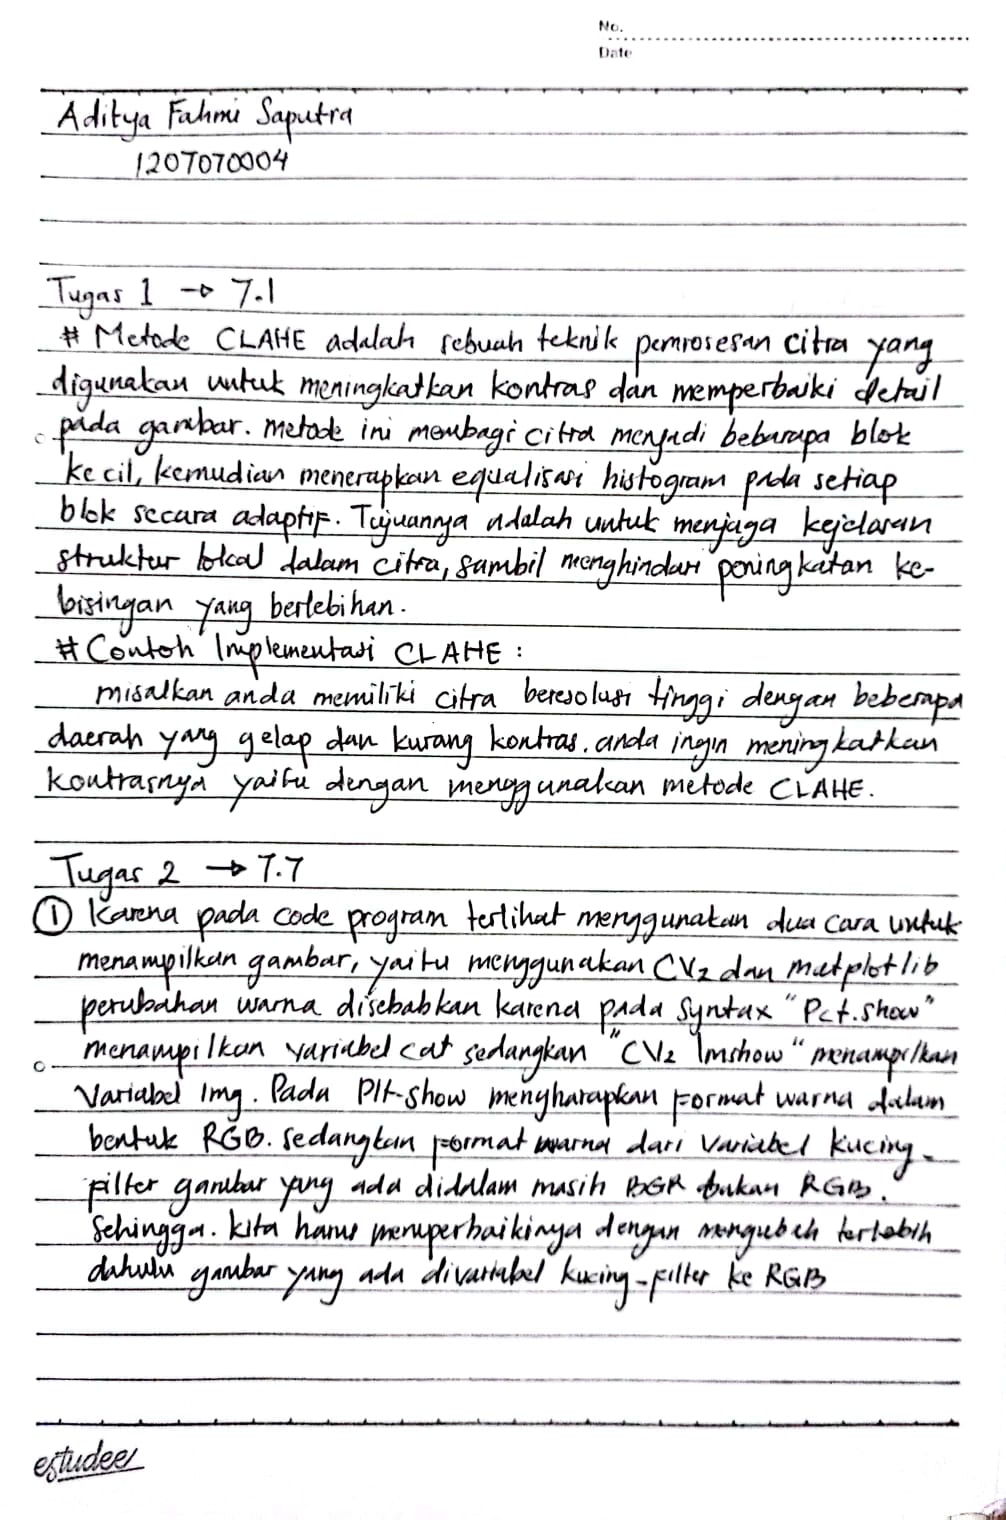 No.
Date
Aditya Fahmi Saputra
1207070004
Tugas 1 → 7.1
# Metode CLAHE adalah sebuah teknik pemrosesan citra yang
digunakan untuk meningkatkan kontras dan memperbaiki detail
pada gambar. metode ini membagi citra menjadi bebarapa blok
kecil, kemudian menerapkan equalisasi histogram pada setiap
blok secara adaptif. Tujuannya adalah untuk menjaga kejelasan
struktur lokal dalam citra, sambil menghindari peningkatan ke-
bisingan yang berlebihan.
# Contoh Implementasi CLAHE :
misalkan anda memiliki citra beresolusi tinggi dengan beberapa
daerah yang gelap dan kurang kontras. anda ingin meningkatkan
kontrasnya yaitu dengan menggunakan metode CLAHE.
Tugas 2 → 7.7
① Karena pada code program terlihat menggunakan dua cara untuk
menampilkan gambar, yaitu menggunakan CV2 dan matplotlib
perubahan warna disebabkan karena pada Syntax "Pct.show"
menampilkan variabel cat sedangkan "CV2 Imshow" menampilkan
Variabel Img. Pada Plt-show mengharapkan format warna dalam
bentuk RGB. sedangkan format warna dari variabel kucing-
filter gambar yang ada didalam masih BGR bukan RGB.
Sehingga. kita harus memperbaikinya dengan mengubah terlebih
dahulu gambar yang ada divariabel kucing-filter ke RGB
estudee